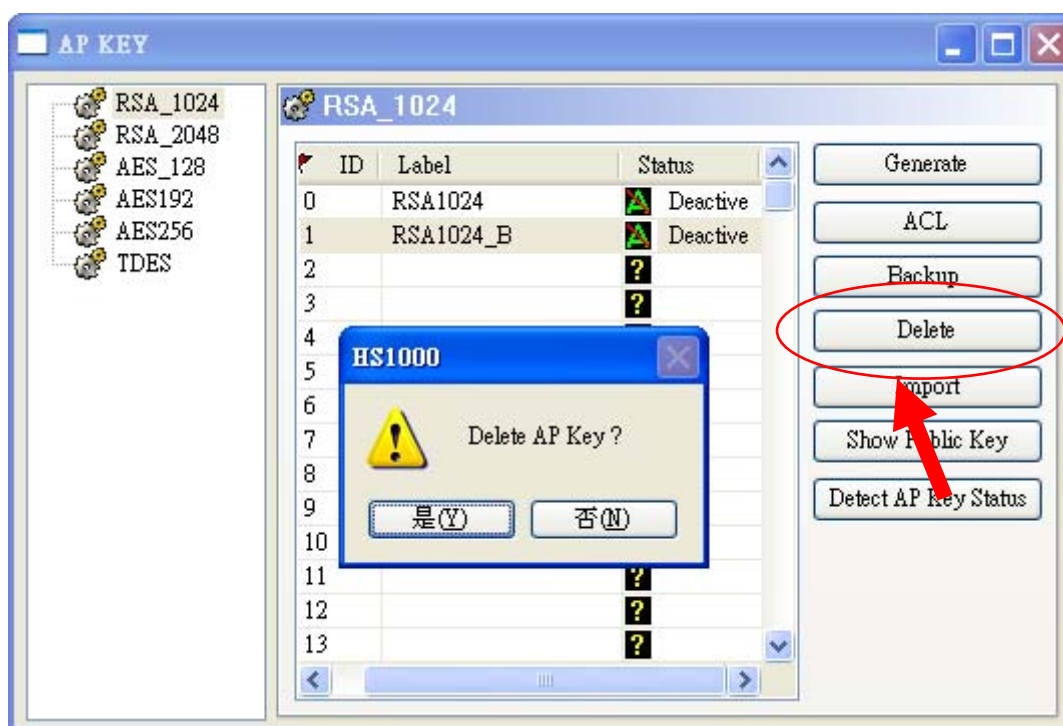 AP KEY
RSA_1024
RSA_2048
AES_128
AES192
AES256
TDES
RSA_1024
ID Label Status
0 RSA1024 Deactive
1 RSA1024_B Deactive
2 ?
3 ?
4
5
6
7
8
9
10
11 ?
12 ?
13 ?
HS1000
Delete AP Key ?
是(Y) 否(N)
Generate
ACL
Backup
Delete
Import
Show Public Key
Detect AP Key Status